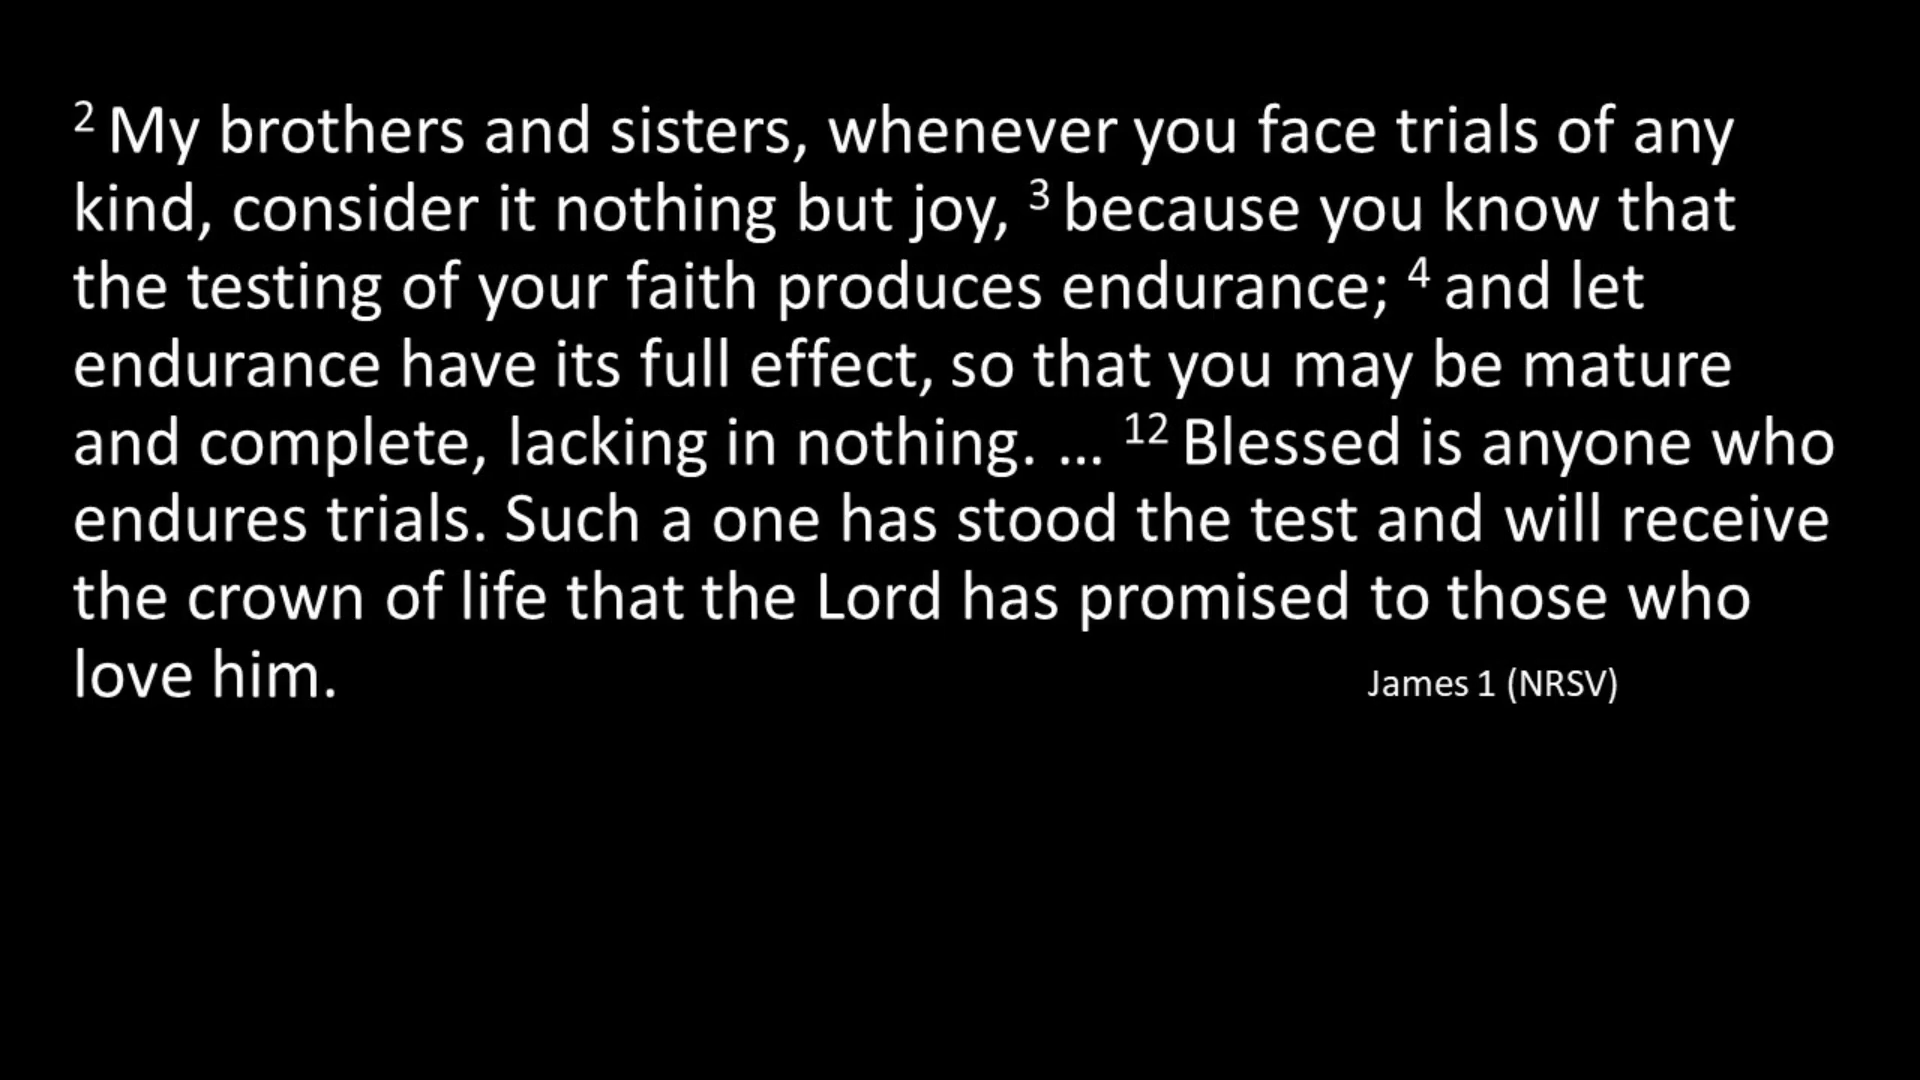 2 My brothers and sisters, whenever you face trials of any
kind, consider it nothing but joy, 3 because you know that
the testing of your faith produces endurance; 4 and let
endurance have its full effect, so that you may be mature
and complete, lacking in nothing. … 12 Blessed is anyone who
endures trials. Such a one has stood the test and will receive
the crown of life that the Lord has promised to those who
love him. James 1 (NRSV)